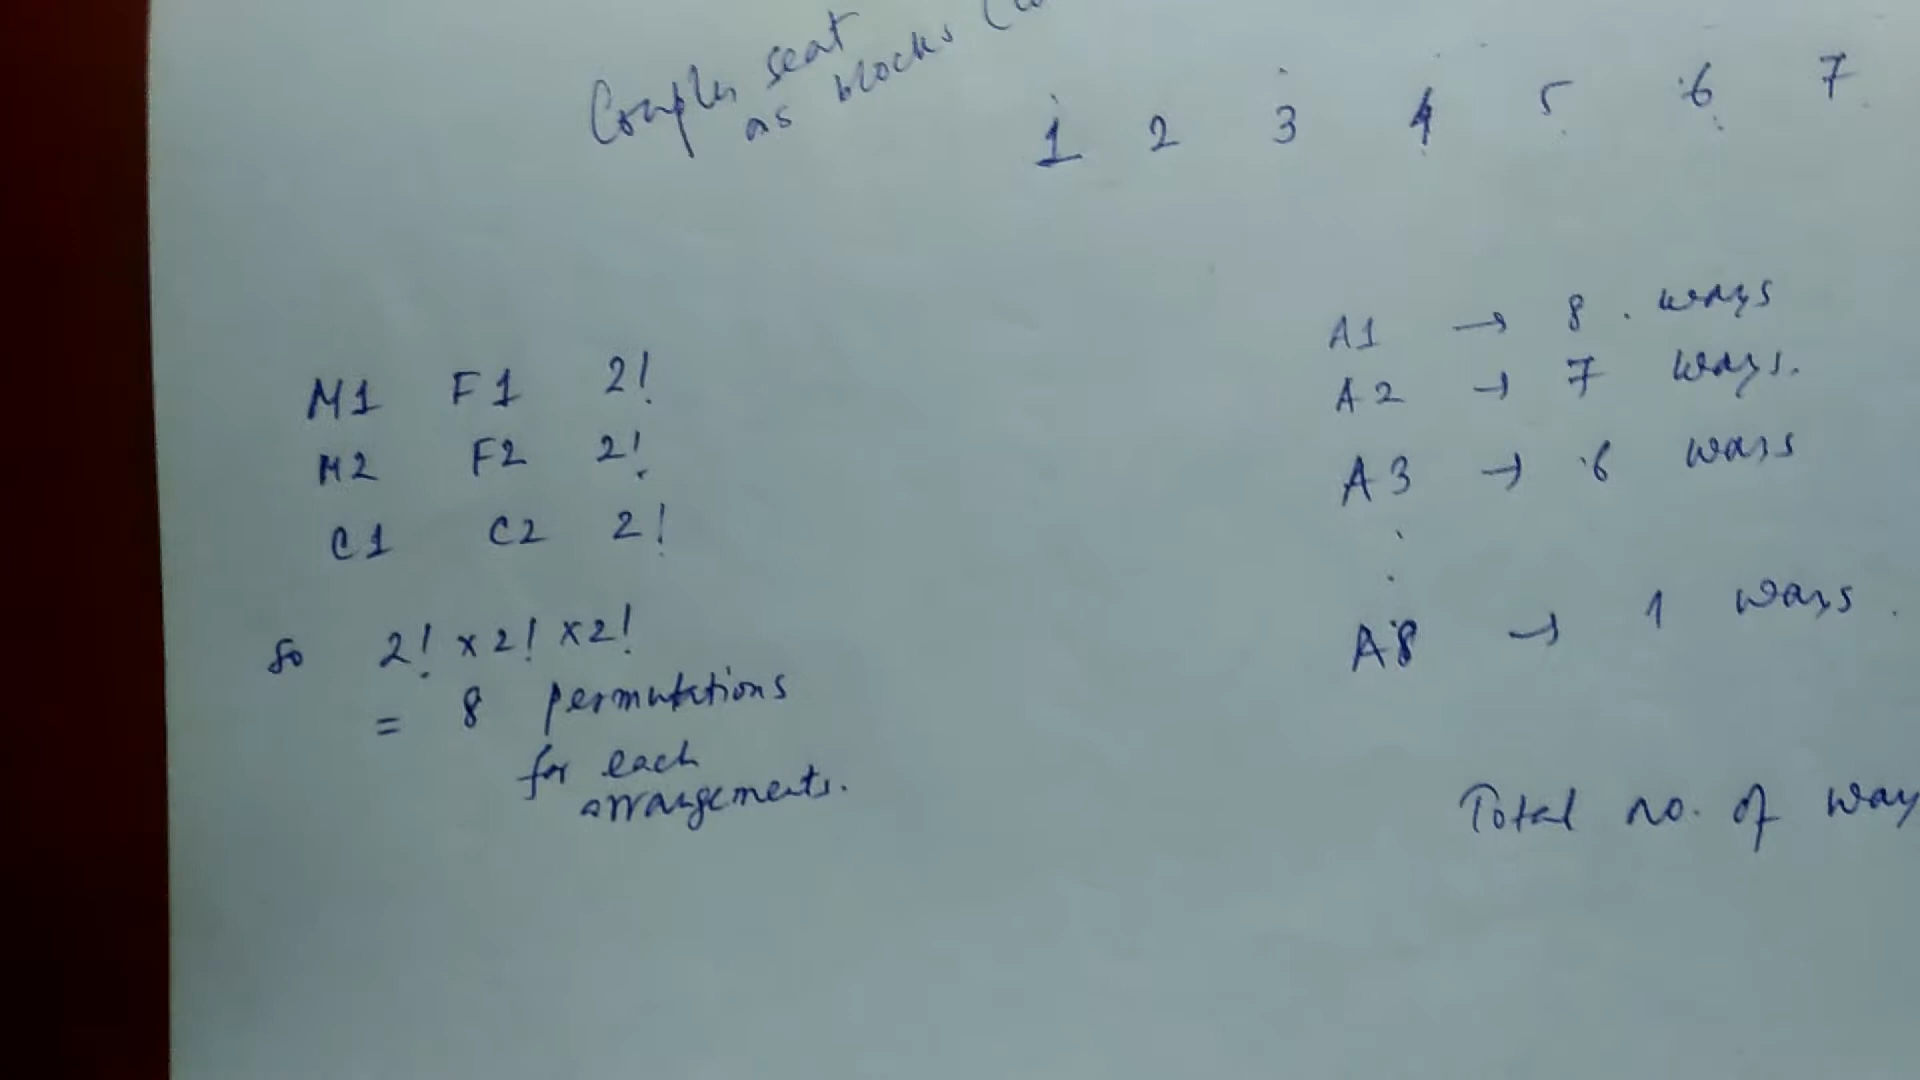 Couples seat
as blocks
1 2 3 4 5 6 7
M1 F1 2!
M2 F2 2!
C1 C2 2!
So 2! x 2! x 2!
= 8 permutations
for each
arrangements.
A1 → 8 . ways
A2 → 7 ways.
A3 → 6 ways
.
.
A8 → 1 ways.
Total no. of way